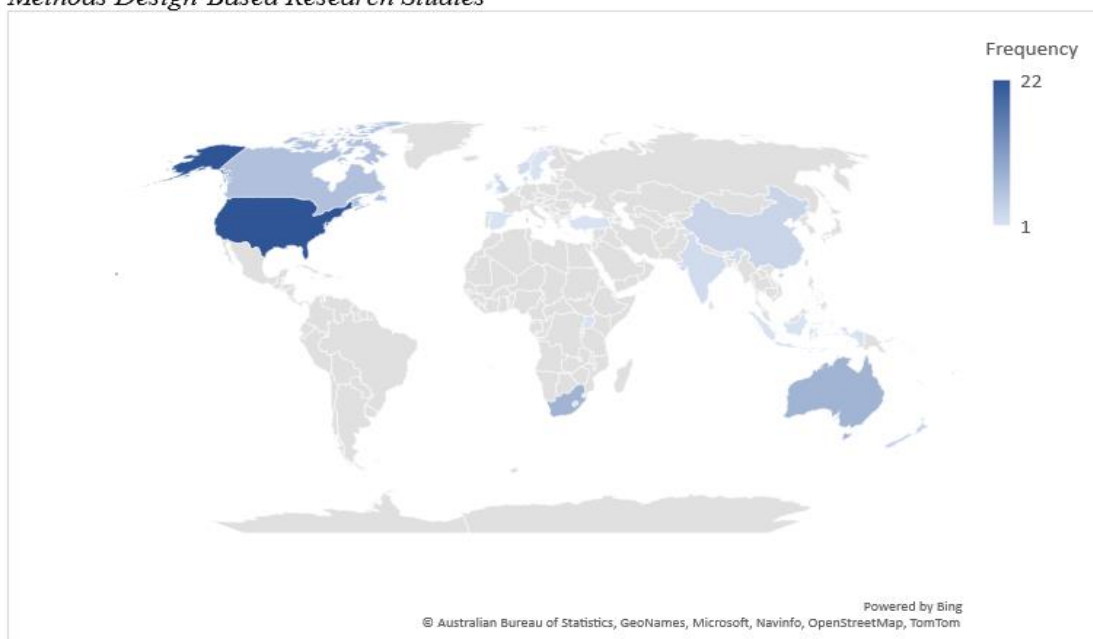 Methods Design-Based Research Studies
Frequency
22
1
Powered by Bing
© Australian Bureau of Statistics, GeoNames, Microsoft, Navinfo, OpenStreetMap, TomTom